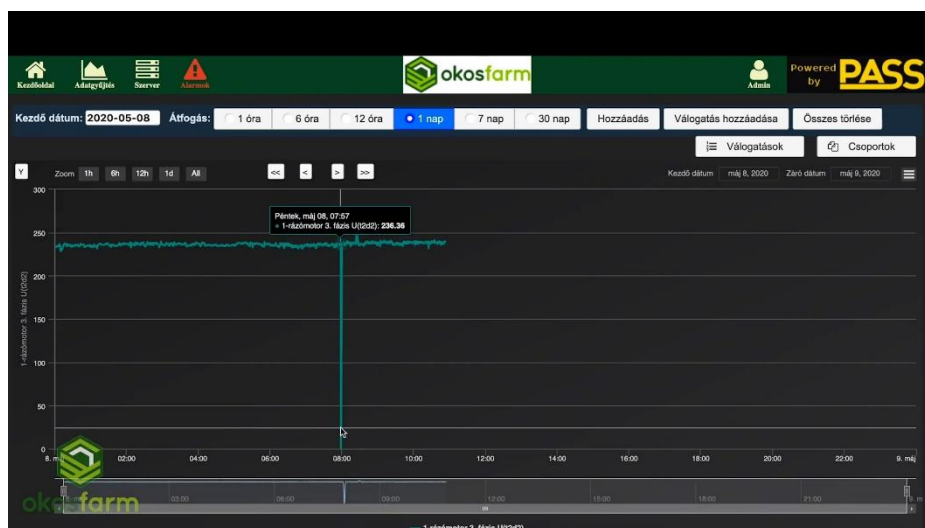 Kezdőoldal Adatgyűjtés Szerver Alarmok okosfarm Admin Powered by PASS
Kezdő dátum: 2020-05-08 Átfogás: 1 óra 6 óra 12 óra 1 nap 7 nap 30 nap Hozzáadás Válogatás hozzáadása Összes törlése
Válogatások Csoportok
Y Zoom 1h 6h 12h 1d All << < > >> Kezdő dátum máj 8, 2020 Záró dátum máj 9, 2020
300
Péntek, máj 08, 07:57
1-rázómotor 3. fázis U(t2d2): 236.36
250
200
150
100
50
0
1-rázómotor 3. fázis U(t2d2)
02:00 04:00 06:00 08:00 10:00 12:00 14:00 16:00 18:00 20:00 22:00 9. máj
03:00 06:00 09:00 12:00 15:00 18:00 21:00
okosfarm
1-rázómotor 3. fázis U(t2d2)